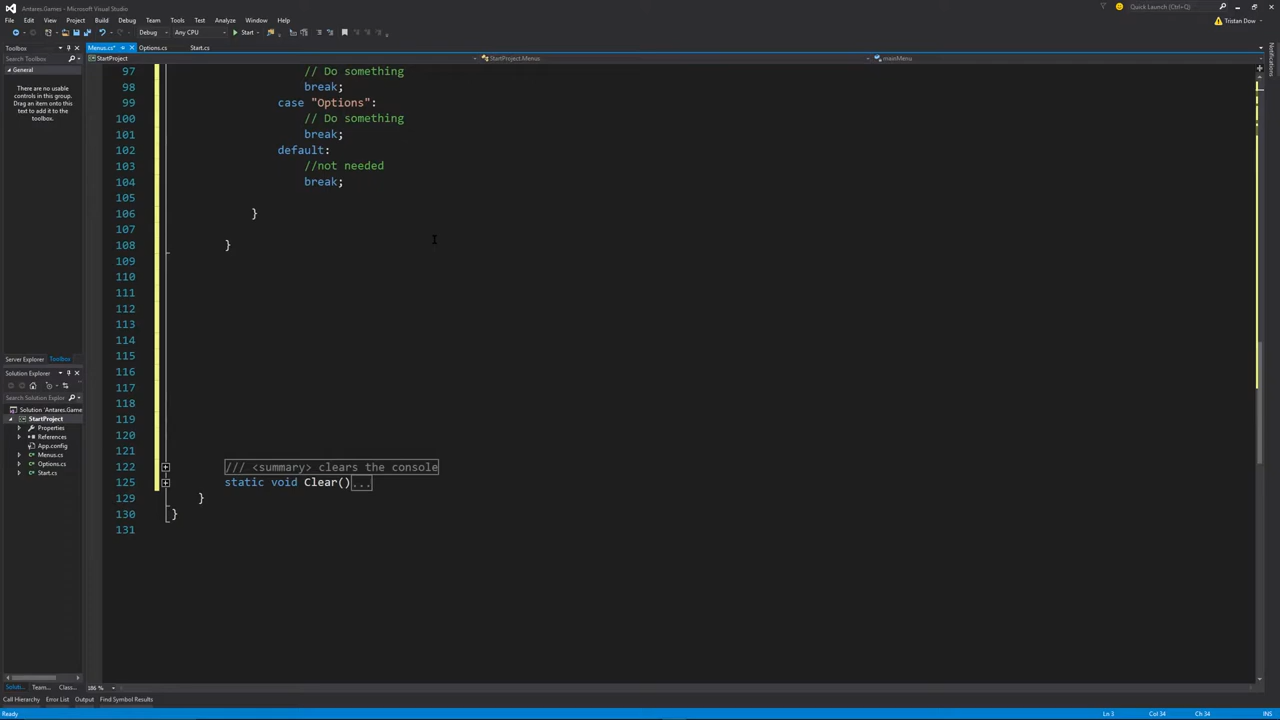 Antares.Games - Microsoft Visual Studio
Quick Launch (Ctrl+Q)
File Edit View Project Build Debug Team Tools Test Analyze Window Help
Tristan Dow
Debug Any CPU Start
Toolbox
Search Toolbox
General
There are no usable
controls in this group.
Drag an item onto this
text to add it to the
toolbox.
Server Explorer Toolbox
Solution Explorer
Search Solution Explor
Solution 'Antares.Game
StartProject
Properties
References
App.config
Menus.cs
Options.cs
Start.cs
Soluti... Team... Class...
Menus.cs* Options.cs Start.cs
StartProject StartProject.Menus
97 // Do something
98 break;
99 case "Options":
100 // Do something
101 break;
102 default:
103 //not needed
104 break;
105
106 }
107
108 }
109
110
111
112
113
114
115
116
117
118
119
120
121
122 /// <summary> clears the console
125 static void Clear()...
129 }
130 }
131
186 %
Notifications
Call Hierarchy Error List Output Find Symbol Results
Ready Ln 3 Col 34 Ch 34 INS